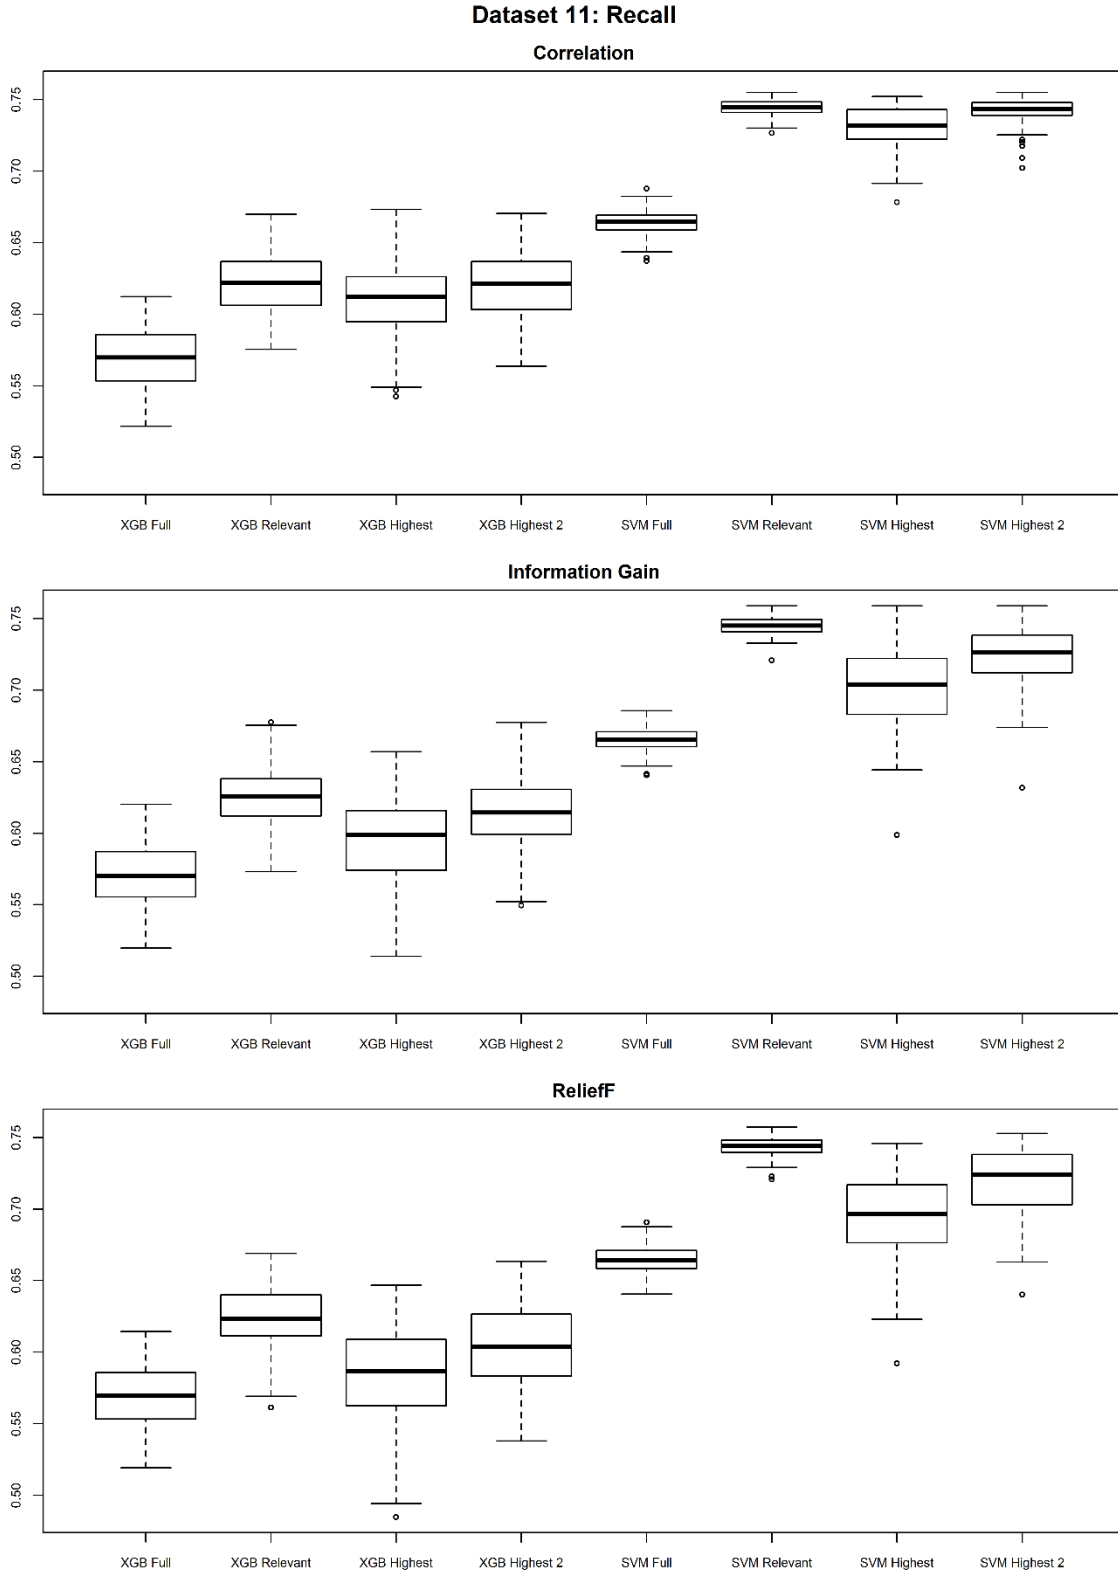 Dataset 11: Recall
Correlation
0.75
0.70
0.65
0.60
0.55
0.50
XGB Full XGB Relevant XGB Highest XGB Highest 2 SVM Full SVM Relevant SVM Highest SVM Highest 2
Information Gain
0.75
0.70
0.65
0.60
0.55
0.50
XGB Full XGB Relevant XGB Highest XGB Highest 2 SVM Full SVM Relevant SVM Highest SVM Highest 2
ReliefF
0.75
0.70
0.65
0.60
0.55
0.50
XGB Full XGB Relevant XGB Highest XGB Highest 2 SVM Full SVM Relevant SVM Highest SVM Highest 2